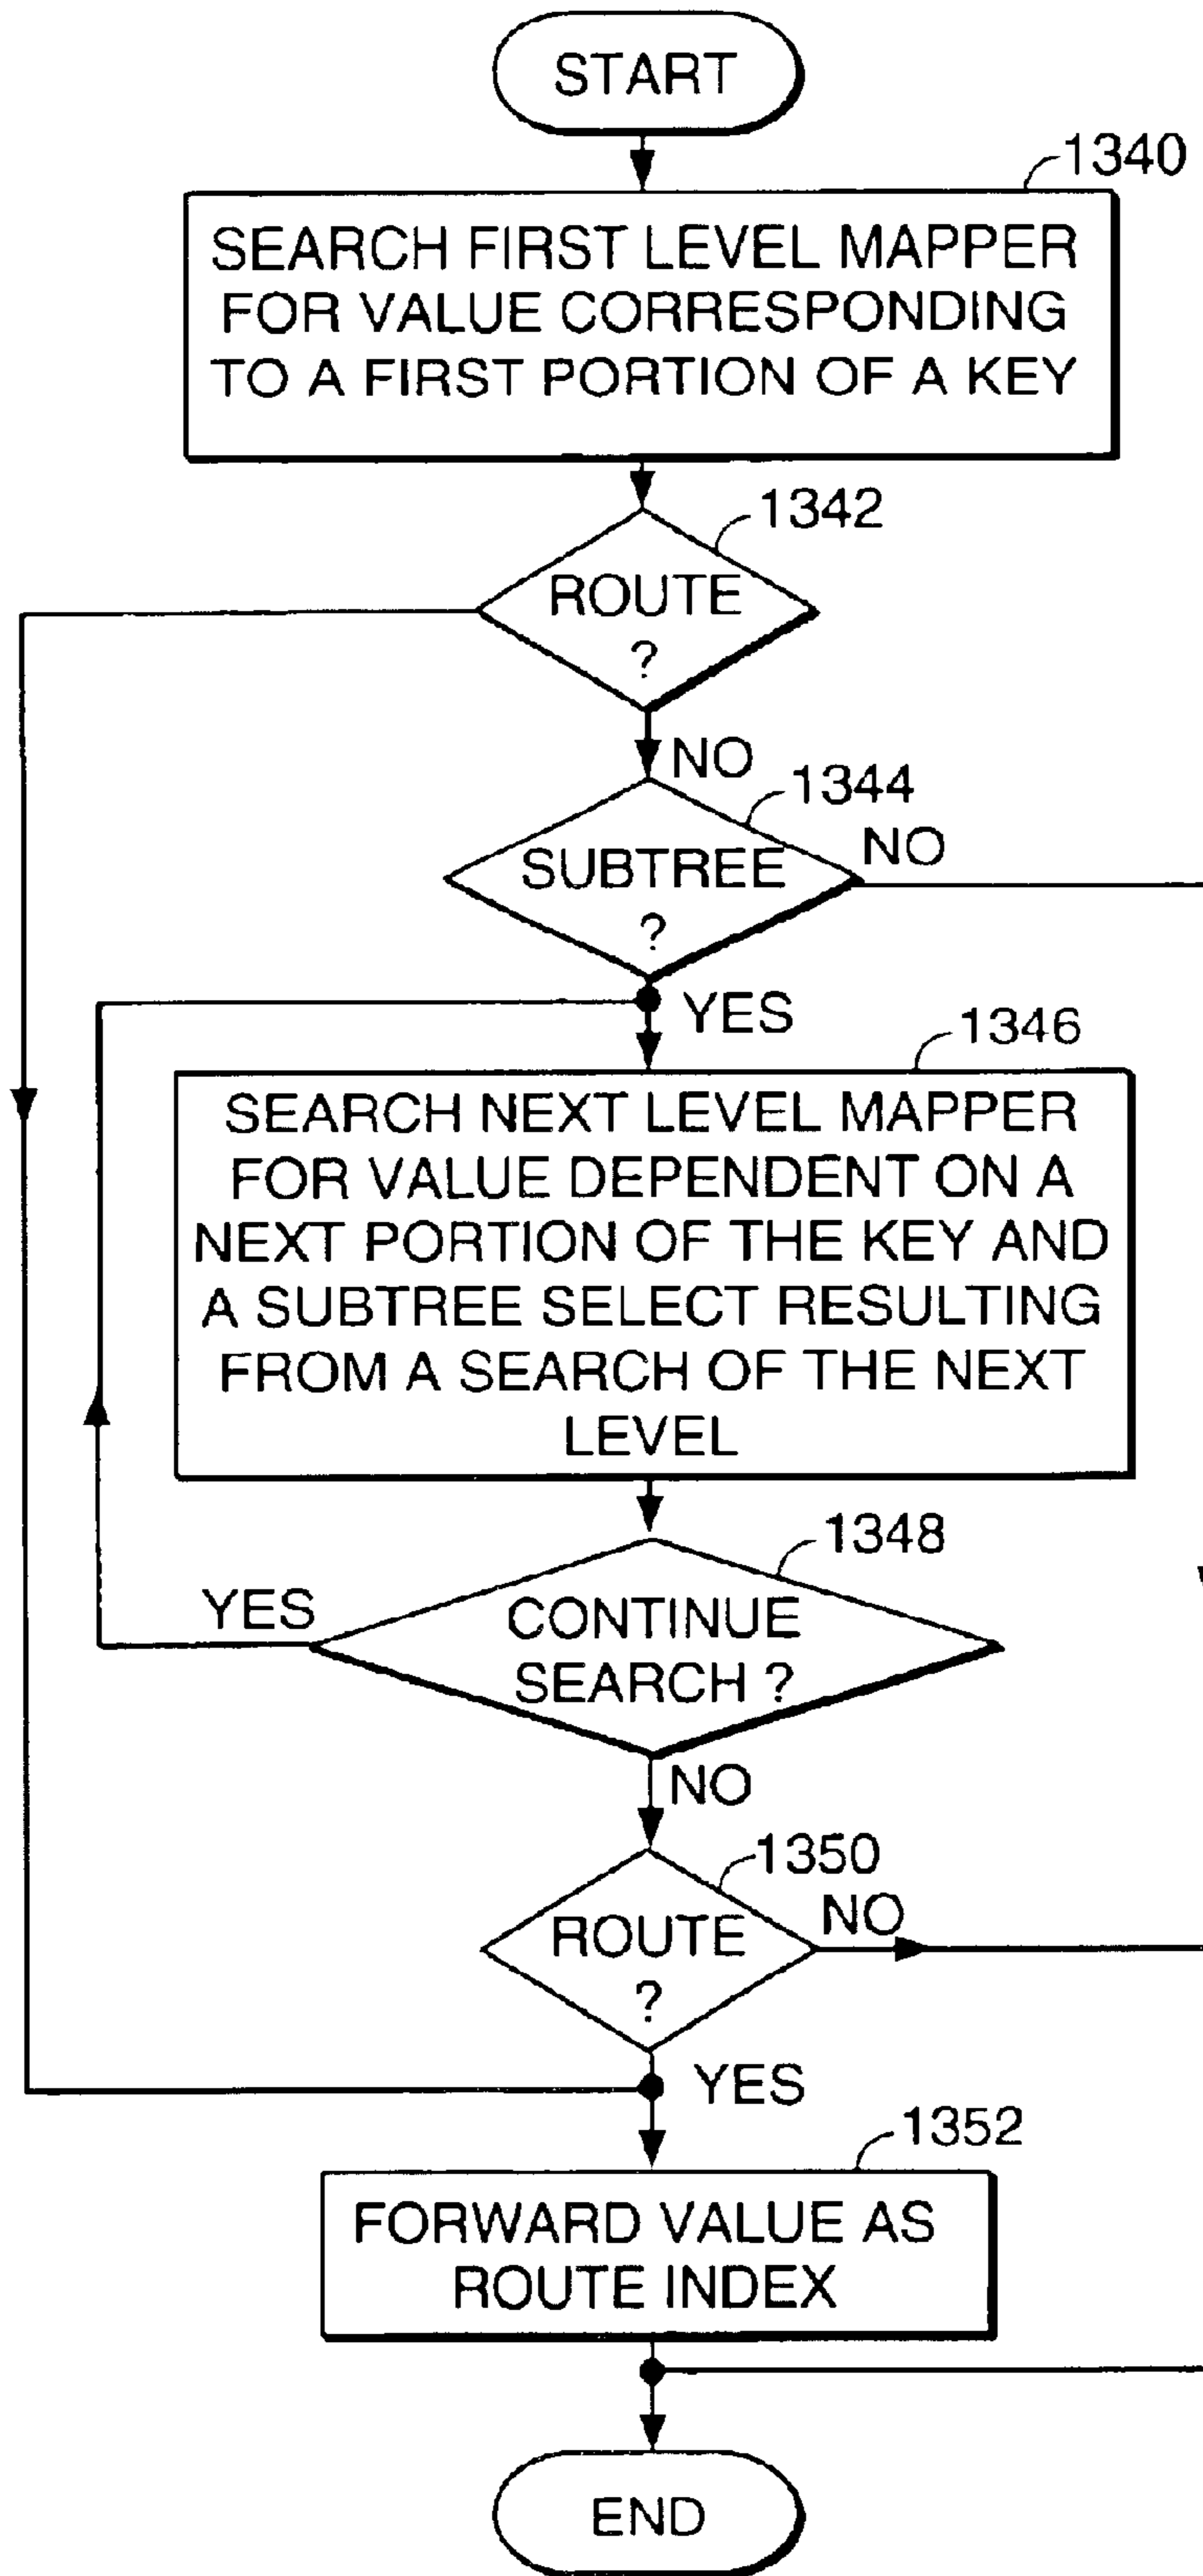 START
1340
SEARCH FIRST LEVEL MAPPER
FOR VALUE CORRESPONDING
TO A FIRST PORTION OF A KEY
1342
ROUTE
?
NO
1344
SUBTREE
?
NO
YES
1346
SEARCH NEXT LEVEL MAPPER
FOR VALUE DEPENDENT ON A
NEXT PORTION OF THE KEY AND
A SUBTREE SELECT RESULTING
FROM A SEARCH OF THE NEXT
LEVEL
1348
YES
CONTINUE
SEARCH ?
NO
1350
ROUTE
?
NO
YES
1352
FORWARD VALUE AS
ROUTE INDEX
END